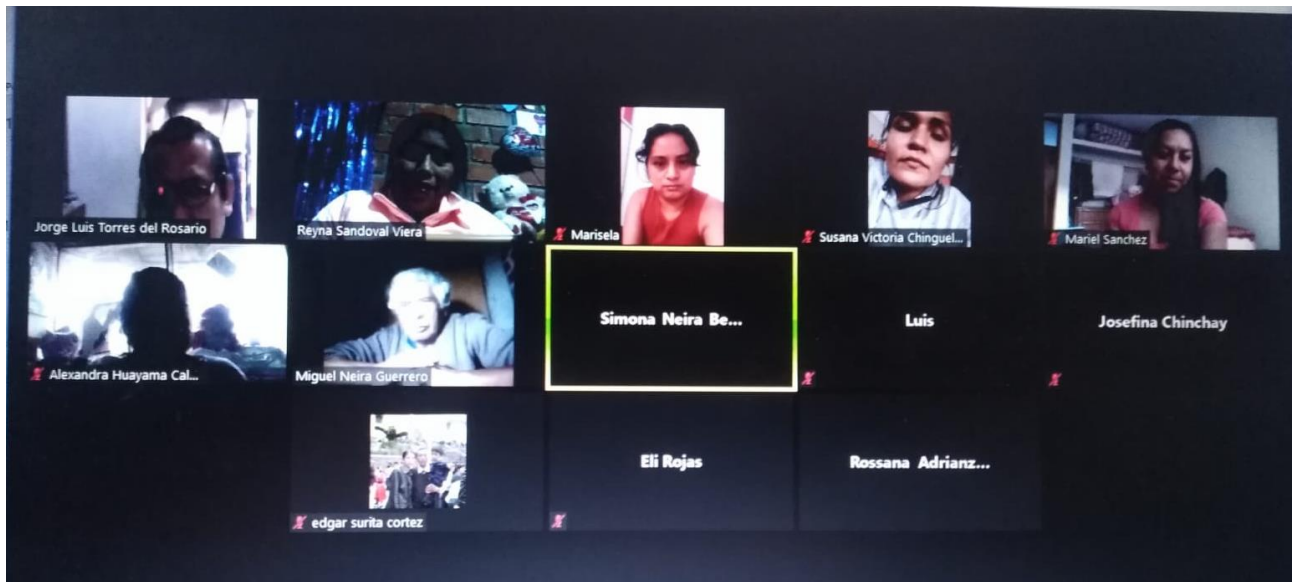 Jorge Luis Torres del Rosario
Reyna Sandoval Viera
Marisela
Susana Victoria Chinguel...
Mariel Sanchez
Alexandra Huayama Cal...
Miguel Neira Guerrero
Simona Neira Be...
Luis
Josefina Chinchay
edgar surita cortez
Eli Rojas
Rossana Adrianz...